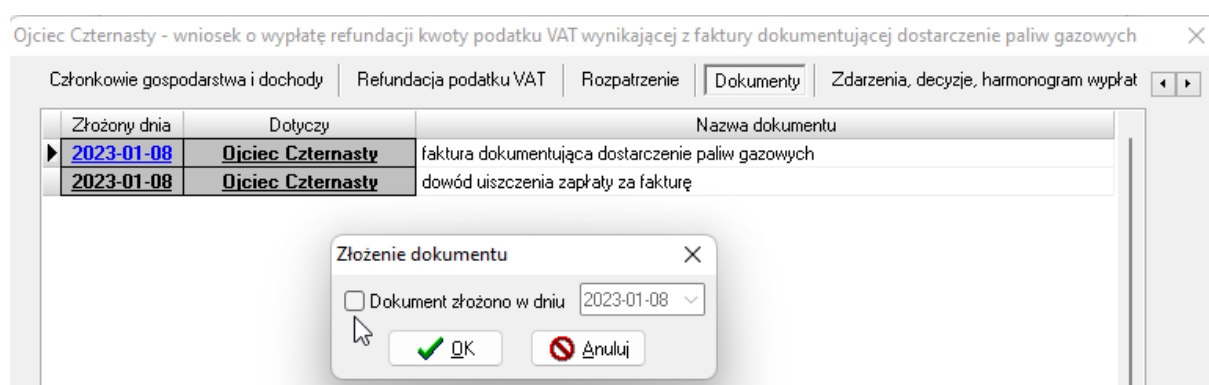 Ojciec Czternasty - wniosek o wypłatę refundacji kwoty podatku VAT wynikającej z faktury dokumentującej dostarczenie paliw gazowych
Członkowie gospodarstwa i dochody Refundacja podatku VAT Rozpatrzenie Dokumenty Zdarzenia, decyzje, harmonogram wypłat
Złożony dnia Dotyczy Nazwa dokumentu
2023-01-08 Ojciec Czternasty faktura dokumentująca dostarczenie paliw gazowych
2023-01-08 Ojciec Czternasty dowód uiszczenia zapłaty za fakturę
Złożenie dokumentu
Dokument złożono w dniu 2023-01-08
OK Anuluj